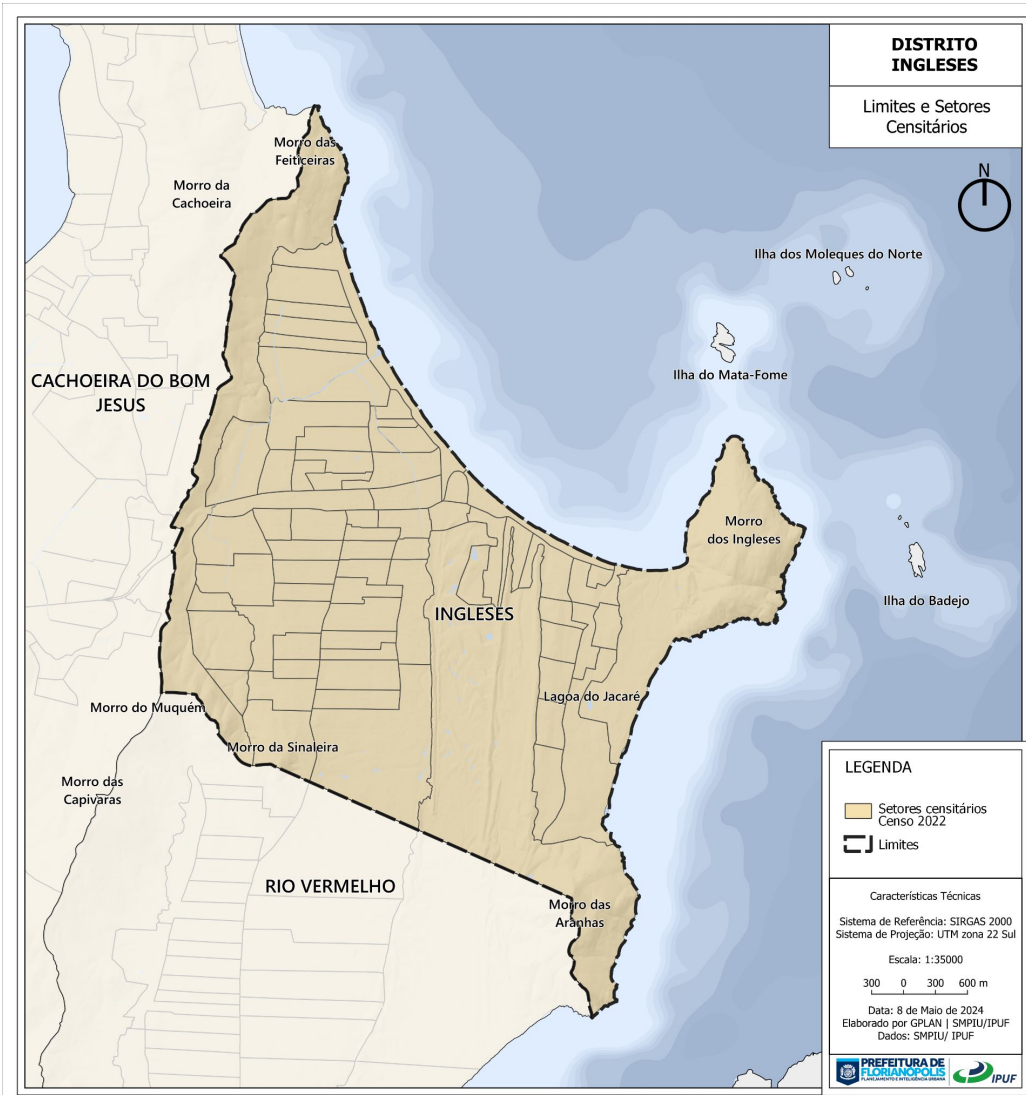 DISTRITO
INGLESES
Limites e Setores
Censitários
N
Morro das
Feiticeiras
Morro da
Cachoeira
Ilha dos Moleques do Norte
Ilha do Mata-Fome
CACHOEIRA DO BOM
JESUS
Morro
dos Ingleses
Ilha do Badejo
INGLESES
Lagoa do Jacaré
Morro do Muquém
Morro da Sinaleira
Morro das
Capivaras
RIO VERMELHO
Morro das
Aranhas
LEGENDA
Setores censitários
Censo 2022
Limites
Características Técnicas
Sistema de Referência: SIRGAS 2000
Sistema de Projeção: UTM zona 22 Sul
Escala: 1:35000
300 0 300 600 m
Data: 8 de Maio de 2024
Elaborado por GPLAN | SMPIU/IPUF
Dados: SMPIU/ IPUF
PREFEITURA DE
FLORIANÓPOLIS
PLANEJAMENTO E INTELIGÊNCIA URBANA
IPUF